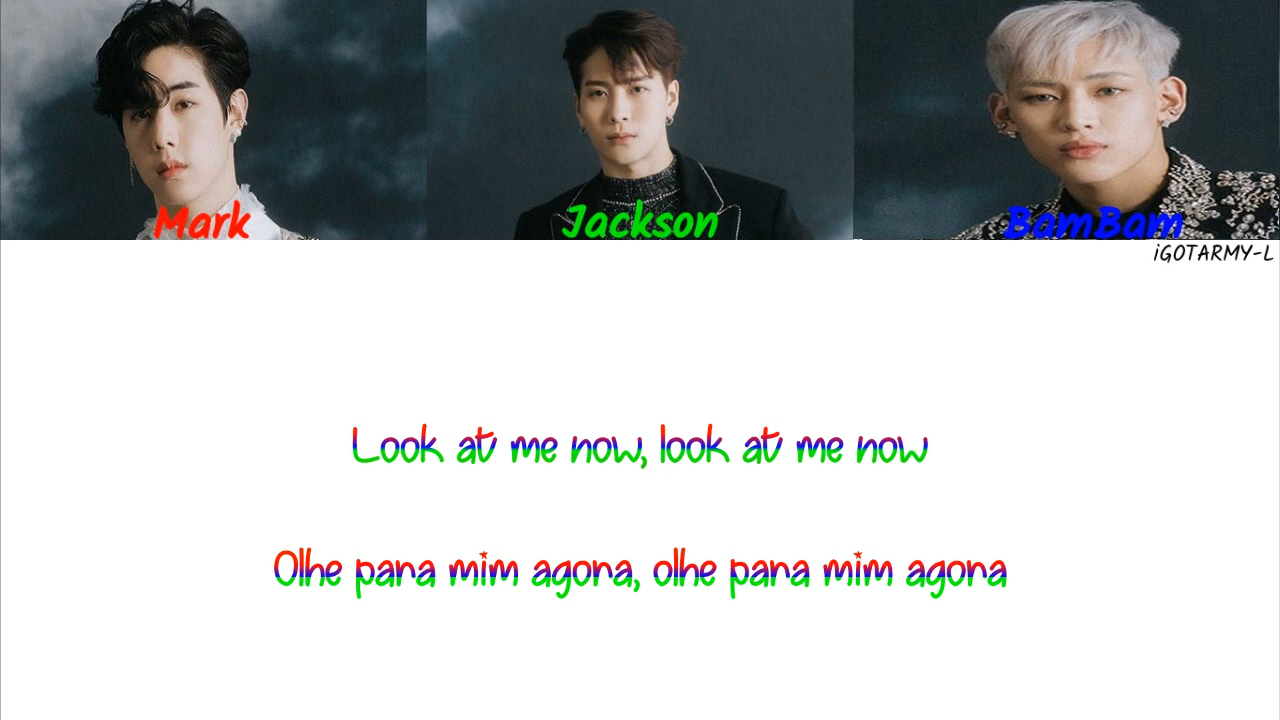 Mark
Jackson
BamBam
iGOTARMY-L
Look at me now, look at me now
Olhe para mim agora, olhe para mim agora